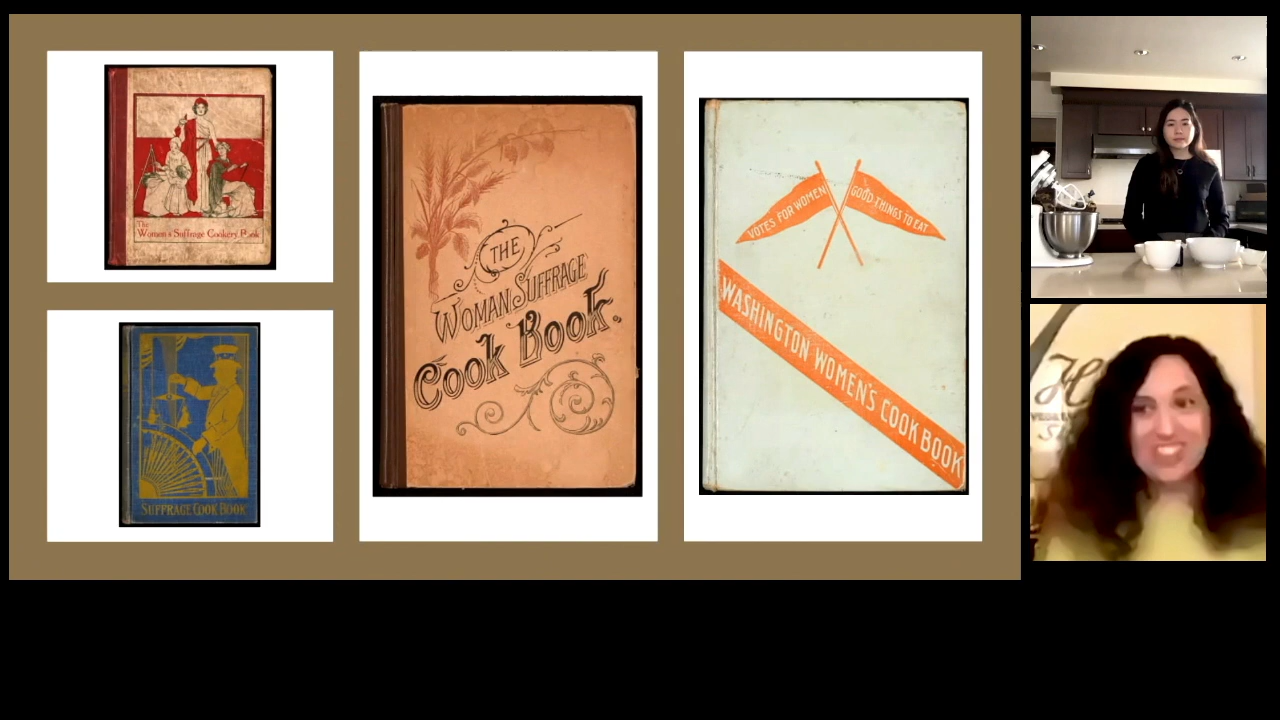 The
Women's Suffrage Cookery Book
SUFFRAGE COOK BOOK
THE
WOMAN SUFFRAGE
Cook Book.
VOTES FOR WOMEN
GOOD THINGS TO EAT
WASHINGTON WOMEN'S COOK BOOK
H